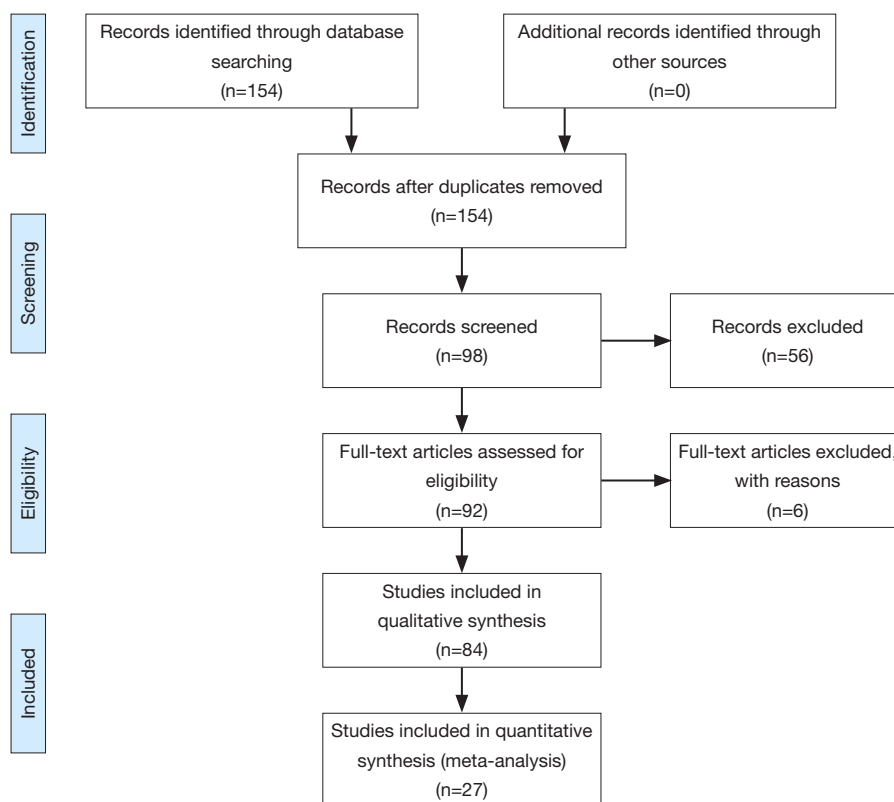 Identification
Records identified through database
searching
(n=154)
Additional records identified through
other sources
(n=0)
Records after duplicates removed
(n=154)
Screening
Records screened
(n=98)
Records excluded
(n=56)
Eligibility
Full-text articles assessed for
eligibility
(n=92)
Full-text articles excluded,
with reasons
(n=6)
Included
Studies included in
qualitative synthesis
(n=84)
Studies included in quantitative
synthesis (meta-analysis)
(n=27)